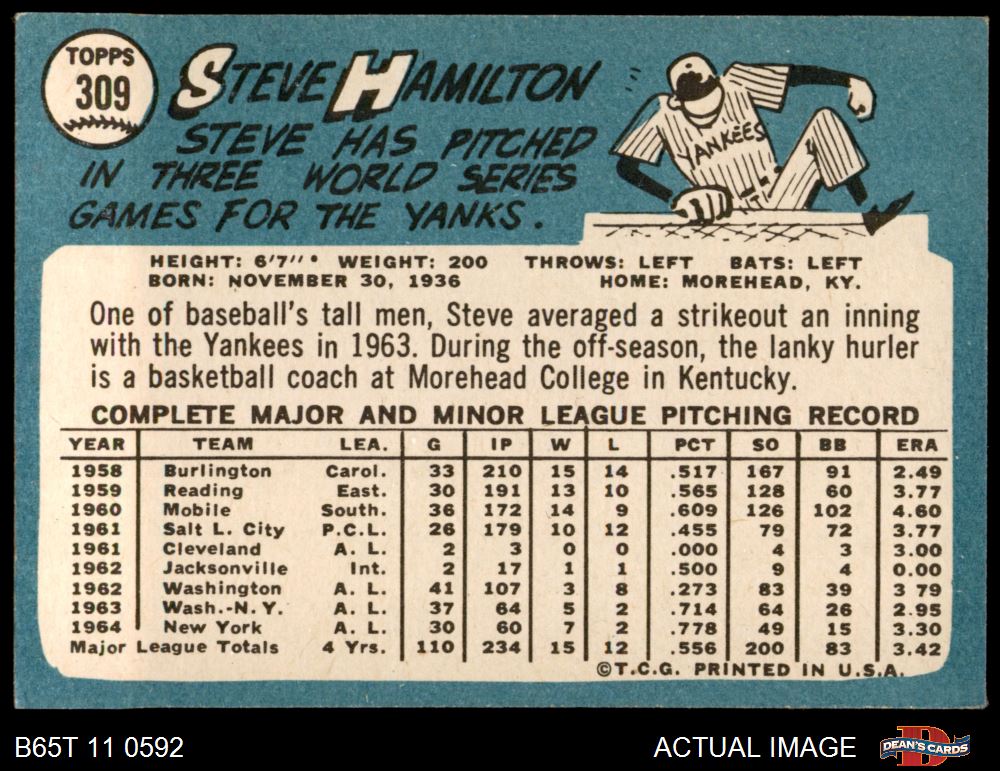 TOPPS
309
STEVE HAMILTON
STEVE HAS PITCHED
IN THREE WORLD SERIES
GAMES FOR THE YANKS.
YANKEES
HEIGHT: 6'7" • WEIGHT: 200 THROWS: LEFT BATS: LEFT
BORN: NOVEMBER 30, 1936 HOME: MOREHEAD, KY.
One of baseball's tall men, Steve averaged a strikeout an inning
with the Yankees in 1963. During the off-season, the lanky hurler
is a basketball coach at Morehead College in Kentucky.
COMPLETE MAJOR AND MINOR LEAGUE PITCHING RECORD
YEAR TEAM LEA. G IP W L PCT SO BB ERA
1958 Burlington Carol. 33 210 15 14 .517 167 91 2.49
1959 Reading East. 30 191 13 10 .565 128 60 3.77
1960 Mobile South. 36 172 14 9 .609 126 102 4.60
1961 Salt L. City P.C.L. 26 179 10 12 .455 79 72 3.77
1961 Cleveland A. L. 2 3 0 0 .000 4 3 3.00
1962 Jacksonville Int. 2 17 1 1 .500 9 4 0.00
1962 Washington A. L. 41 107 3 8 .273 83 39 3 79
1963 Wash.-N.Y. A. L. 37 64 5 2 .714 64 26 2.95
1964 New York A. L. 30 60 7 2 .778 49 15 3.30
Major League Totals 4 Yrs. 110 234 15 12 .556 200 83 3.42
©T.C.G. PRINTED IN U.S.A.
B65T 11 0592 ACTUAL IMAGE DEAN'S CARDS